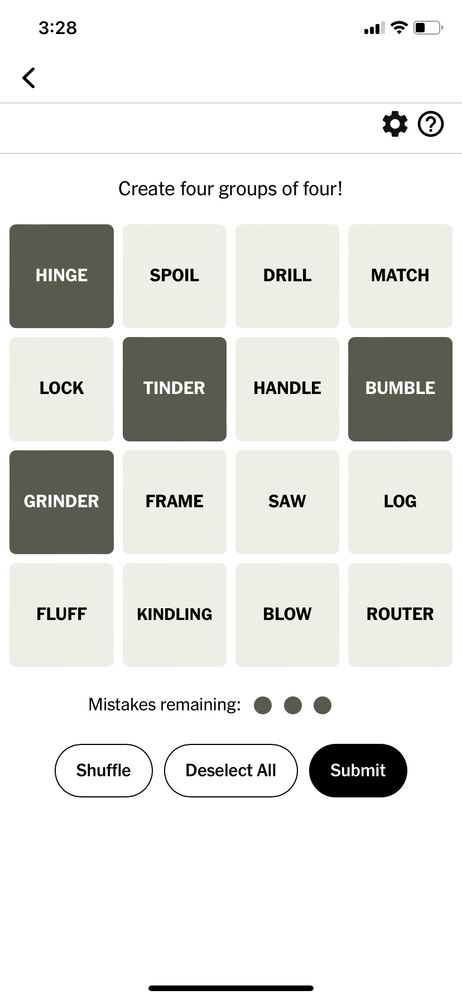 3:28
Create four groups of four!
HINGE SPOIL DRILL MATCH
LOCK TINDER HANDLE BUMBLE
GRINDER FRAME SAW LOG
FLUFF KINDLING BLOW ROUTER
Mistakes remaining:
Shuffle Deselect All Submit